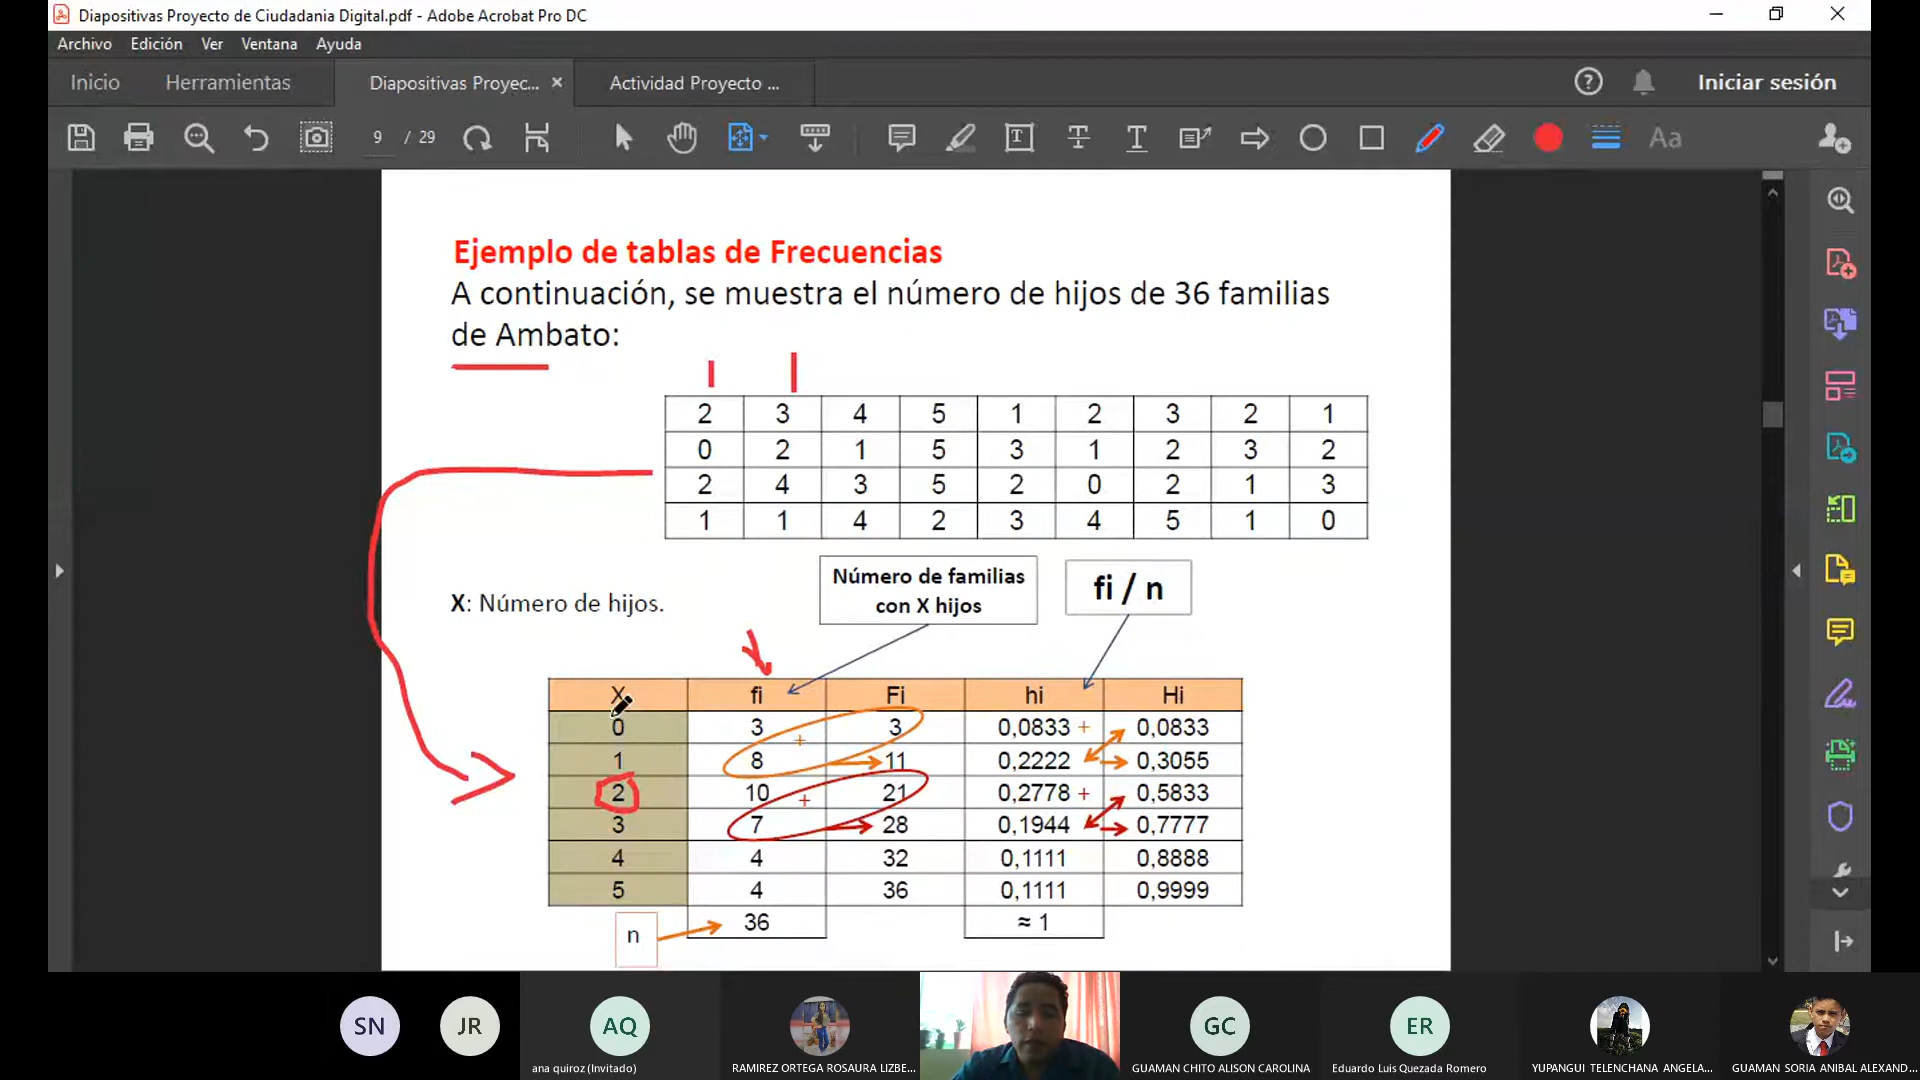 Diapositivas Proyecto de Ciudadania Digital.pdf - Adobe Acrobat Pro DC
Archivo Edición Ver Ventana Ayuda
Inicio Herramientas Diapositivas Proyec... × Actividad Proyecto ... Iniciar sesión
9 / 29 Aa
Ejemplo de tablas de Frecuencias
A continuación, se muestra el número de hijos de 36 familias
de Ambato:
2 3 4 5 1 2 3 2 1
0 2 1 5 3 1 2 3 2
2 4 3 5 2 0 2 1 3
1 1 4 2 3 4 5 1 0
Número de familias
con X hijos
fi / n
X: Número de hijos.
X fi Fi hi Hi
0 3 3 0,0833 + 0,0833
+
1 8 11 0,2222 0,3055
2 10 21 0,2778 + 0,5833
+
3 7 28 0,1944 0,7777
4 4 32 0,1111 0,8888
5 4 36 0,1111 0,9999
n 36 ≈ 1
SN JR AQ GC ER
ana quiroz (Invitado) RAMIREZ ORTEGA ROSAURA LIZBE... GUAMAN CHITO ALISON CAROLINA Eduardo Luis Quezada Romero YUPANGUI TELENCHANA ANGELA... GUAMAN SORIA ANIBAL ALEXAND...